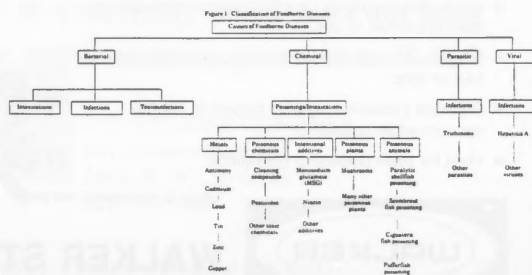 Figure 1 Classification of Foodborne Diseases
Causes of Foodborne Diseases
Bacterial
Chemical
Parasitic
Viral
Intoxications
Infections
Toxicoinfections
Poisonings/Intoxications
Infections
Infections
Metals
Poisonous
chemicals
Intentional
additives
Poisonous
plants
Poisonous
animals
Trichinosis
Hepatitis A
Antimony
Cadmium
Lead
Tin
Zinc
Copper
Cleaning
compounds
Pesticides
Other toxic
chemicals
Monosodium
glutamate
(MSG)
Niacin
Other
additives
Mushrooms
Many other
poisonous
plants
Paralytic
shellfish
poisoning
Scombroid
fish poisoning
Ciguatera
fish poisoning
Pufferfish
poisoning
Other
parasites
Other
viruses